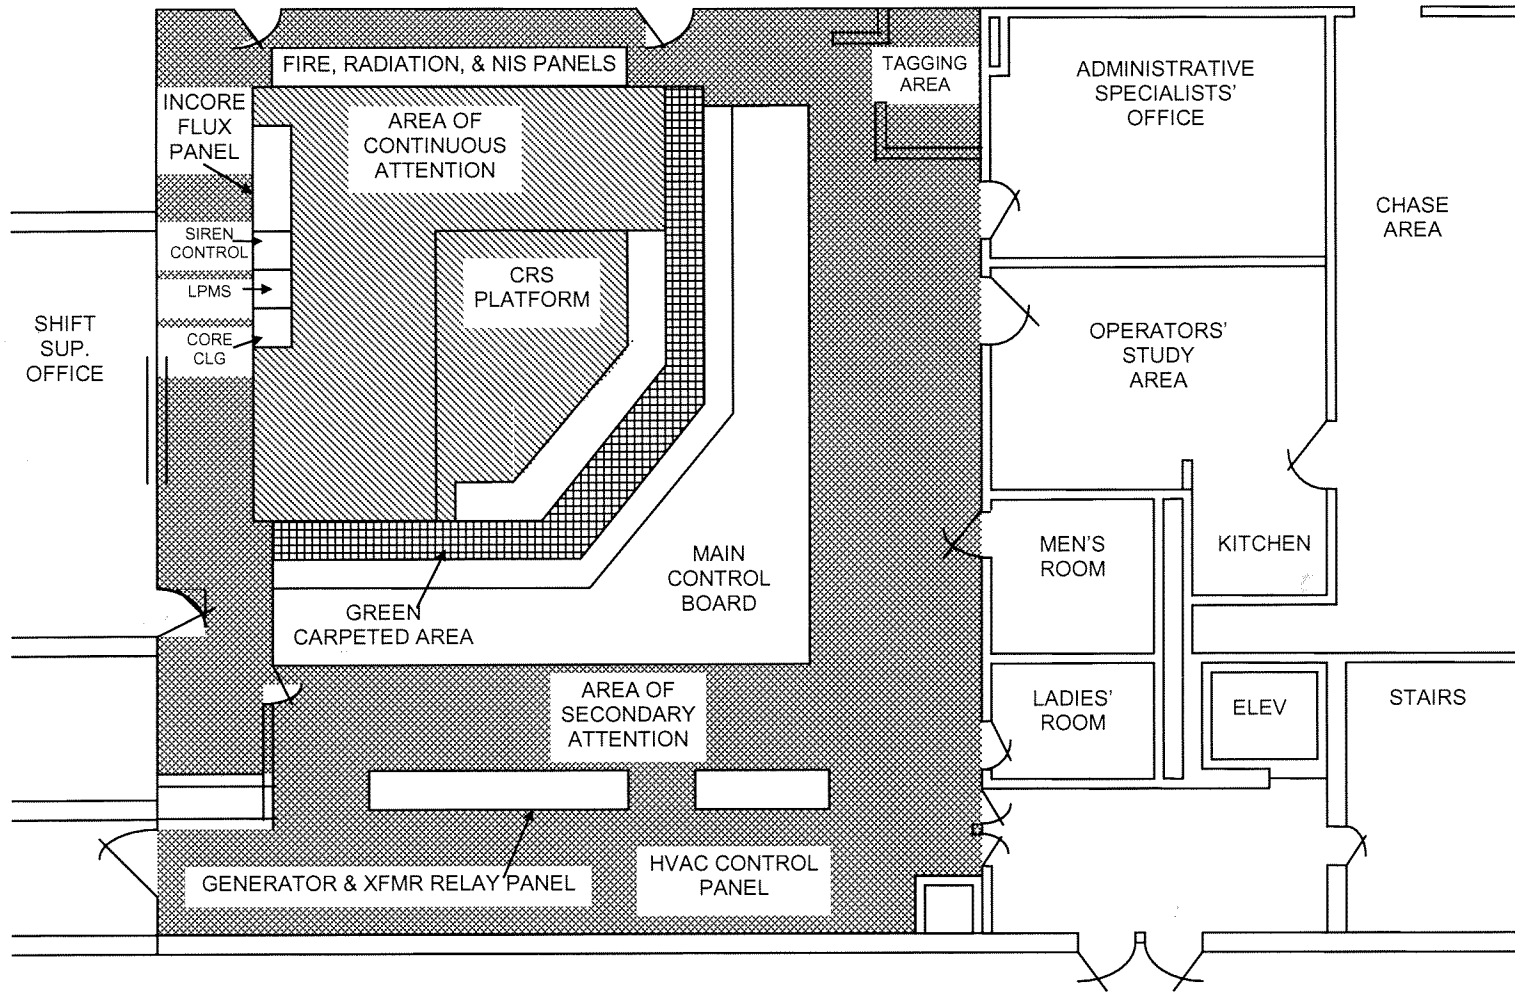 FIRE, RADIATION, & NIS PANELS
TAGGING
AREA
ADMINISTRATIVE
SPECIALISTS'
OFFICE
INCORE
FLUX
PANEL
AREA OF
CONTINUOUS
ATTENTION
CHASE
AREA
SIREN
CONTROL
LPMS
CORE
CLG
CRS
PLATFORM
SHIFT
SUP.
OFFICE
OPERATORS'
STUDY
AREA
MEN'S
ROOM
KITCHEN
MAIN
CONTROL
BOARD
GREEN
CARPETED AREA
AREA OF
SECONDARY
ATTENTION
LADIES'
ROOM
ELEV
STAIRS
GENERATOR & XFMR RELAY PANEL
HVAC CONTROL
PANEL